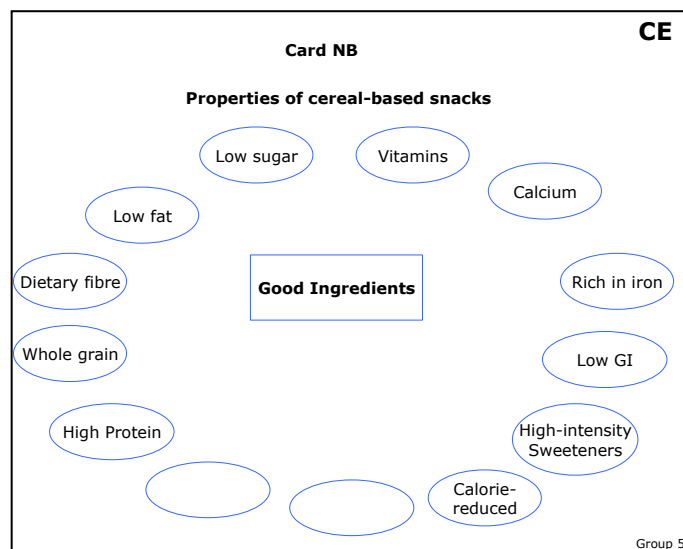 CE
Card NB
Properties of cereal-based snacks
Low sugar
Vitamins
Calcium
Low fat
Dietary fibre
Good Ingredients
Rich in iron
Whole grain
Low GI
High Protein
High-intensity
Sweeteners
Calorie-
reduced
Group 5